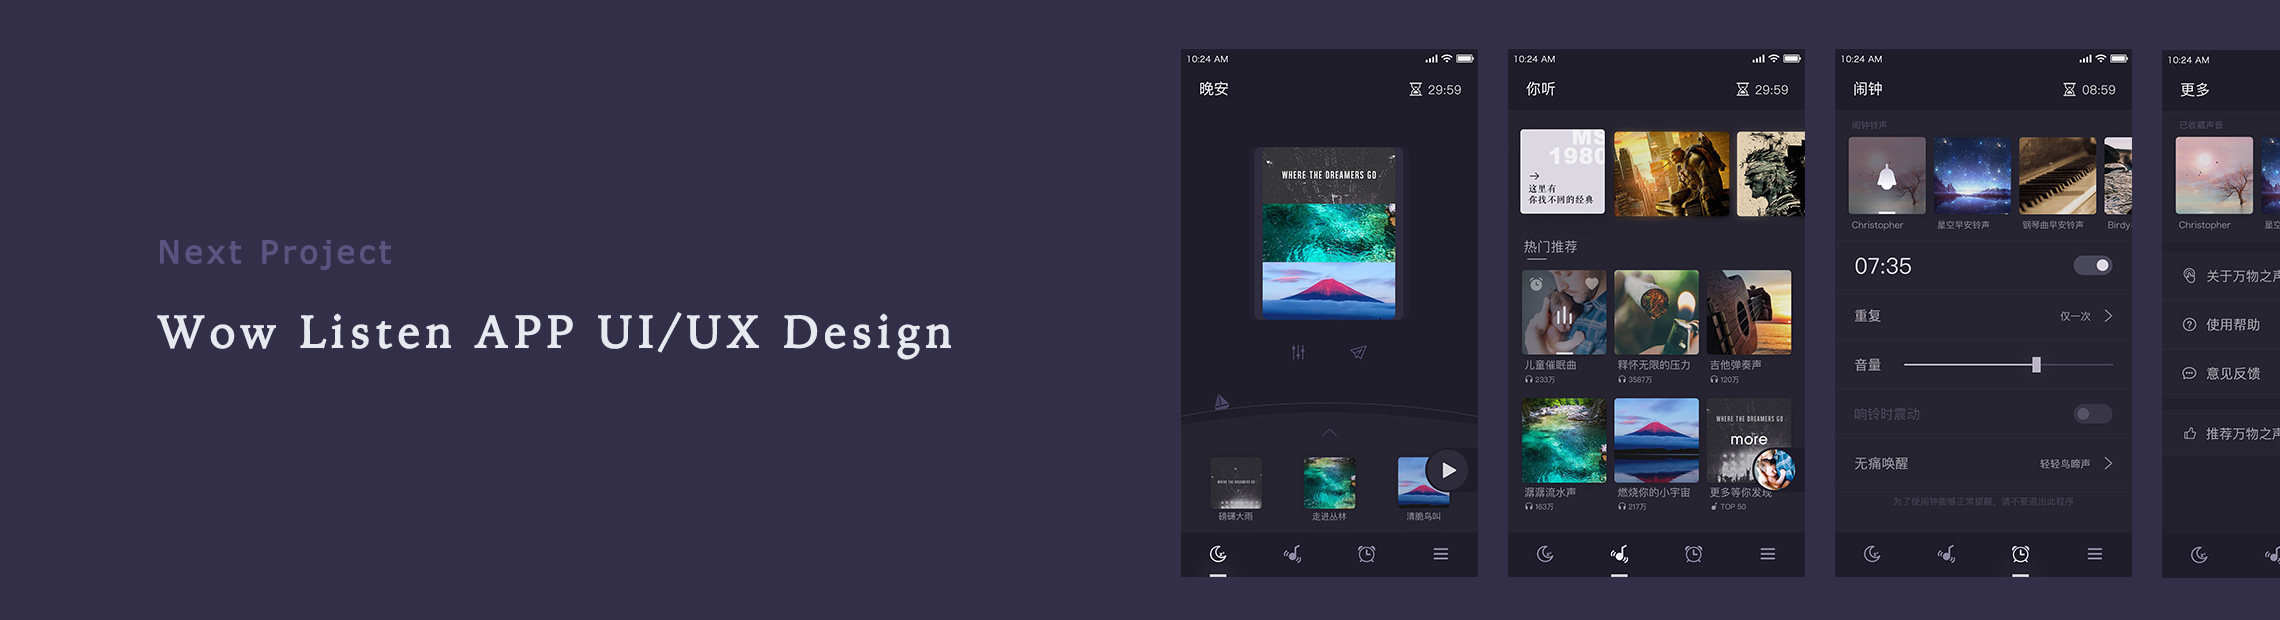 Next Project
Wow Listen APP UI/UX Design
10:24 AM
晚安
29:59
WHERE THE DREAMERS GO
WHERE THE DREAMERS GO
磅礴大雨
走进丛林
清脆鸟叫
10:24 AM
你听
29:59
MS
1980
这里有
你找不回的经典
热门推荐
儿童催眠曲
释怀无限的压力
吉他弹奏声
233万
3587万
120万
WHERE THE DREAMERS GO
more
潺潺流水声
燃烧你的小宇宙
更多等你发现
163万
217万
TOP 50
10:24 AM
闹钟
08:59
闹钟铃声
Christopher
星空早安铃声
钢琴曲早安铃声
Birdy
07:35
重复
仅一次
音量
响铃时震动
无痛唤醒
轻轻鸟啼声
为了使闹钟能够正常提醒，请不要退出此程序
10:24 AM
更多
已收藏声音
Christopher
星空
关于万物之声
使用帮助
意见反馈
推荐万物之声